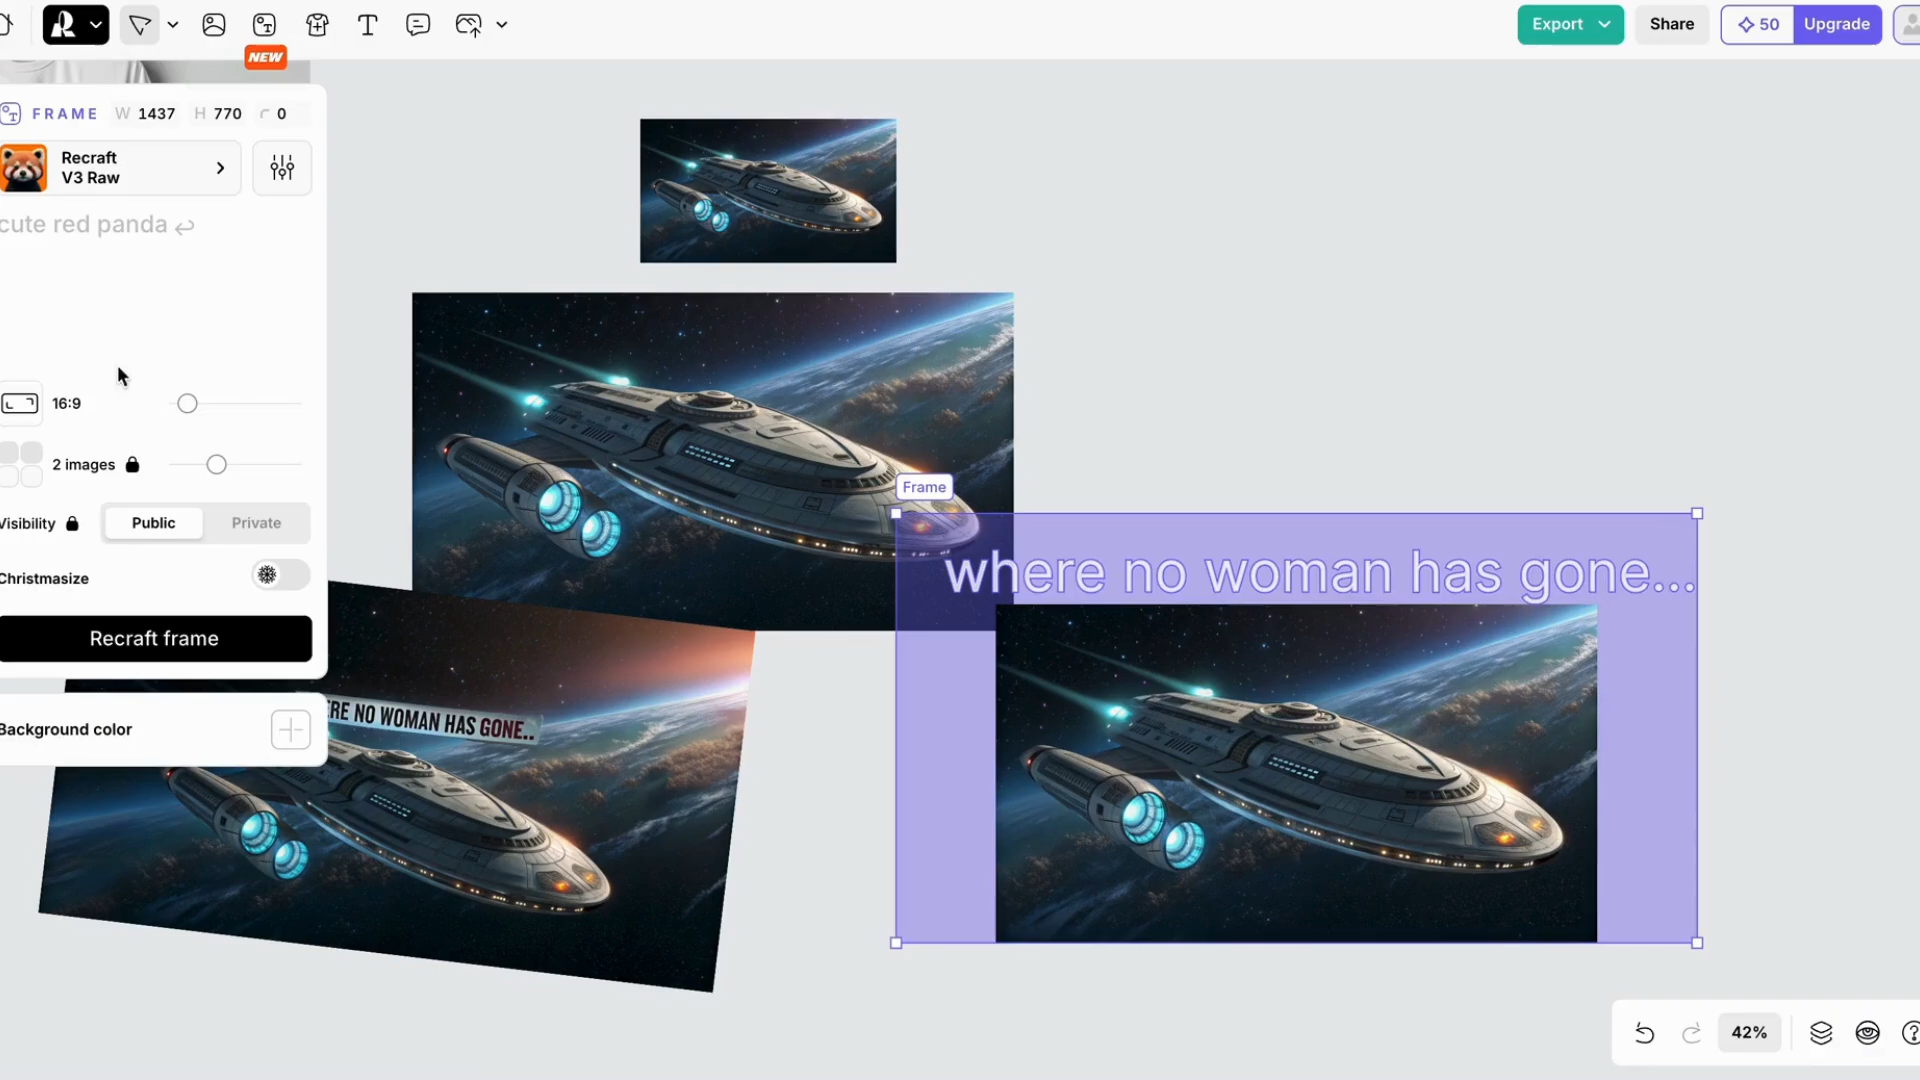 Export
Share
50
Upgrade
NEW
FRAME
W 1437
H 770
0
Recraft
V3 Raw
cute red panda
16:9
2 images
Visibility
Public
Private
Christmasize
Recraft frame
Background color
Frame
where no woman has gone...
RE NO WOMAN HAS GONE..
42%